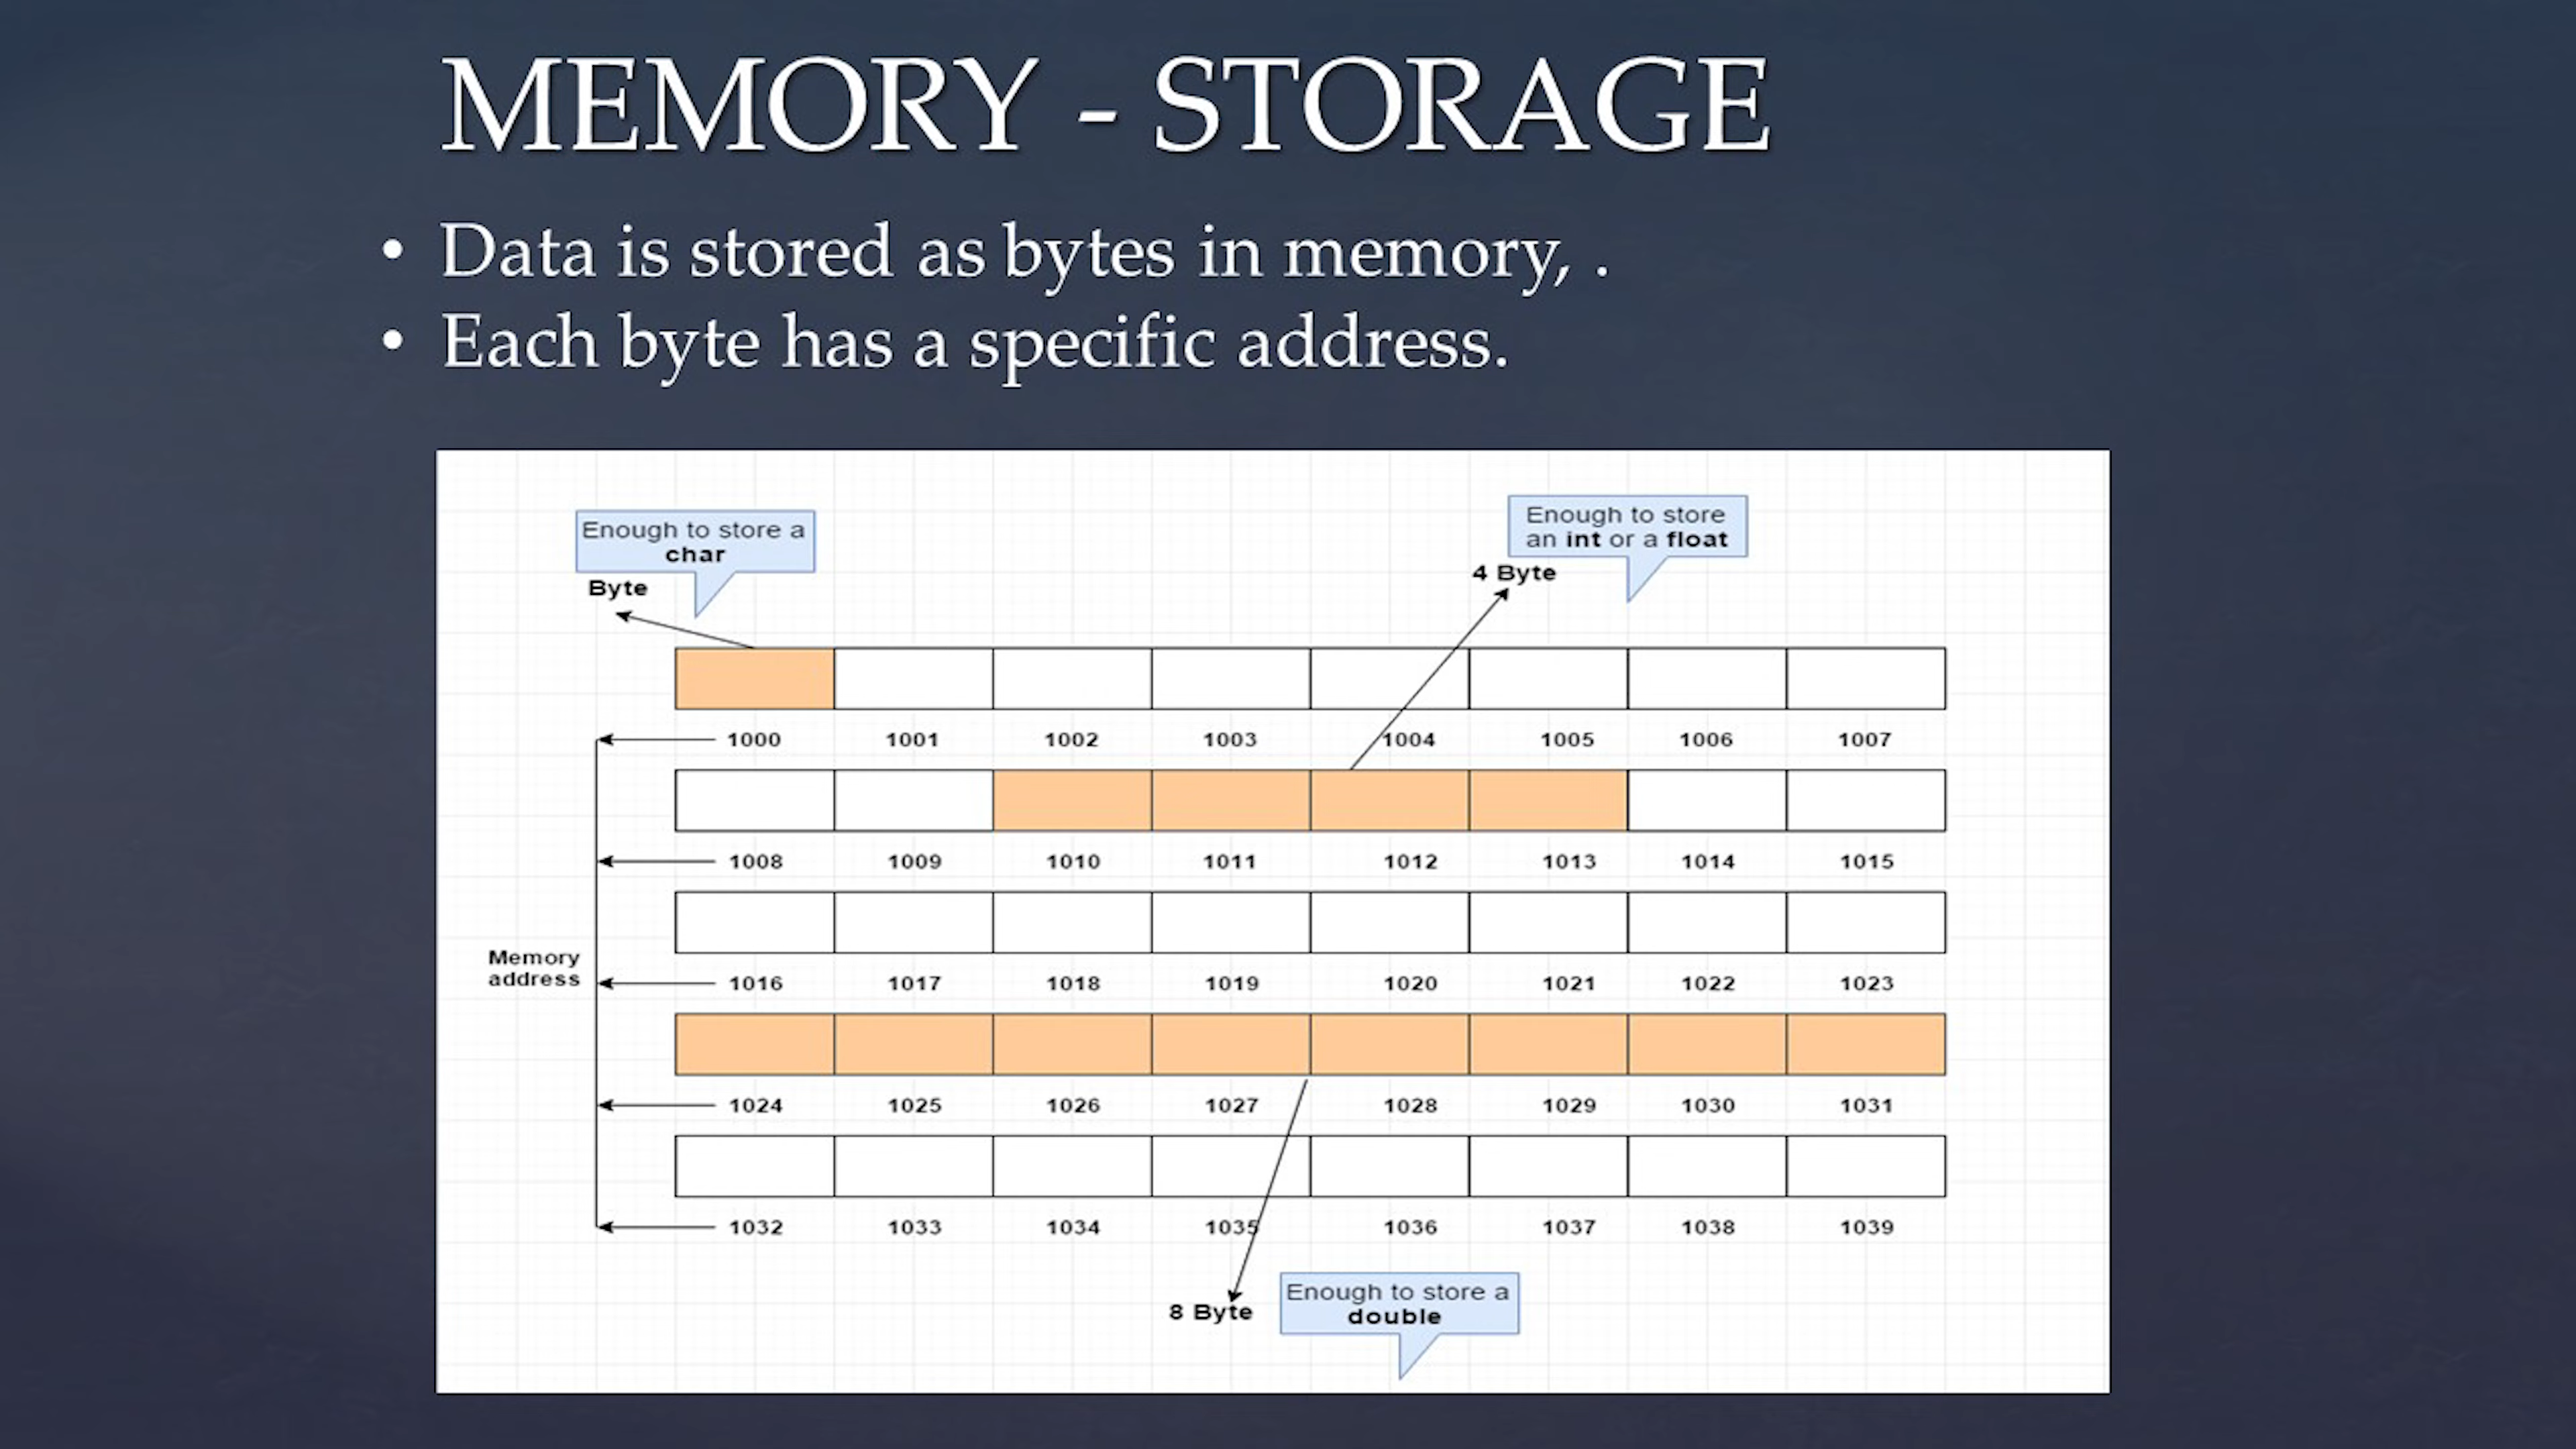 MEMORY - STORAGE
• Data is stored as bytes in memory, .
• Each byte has a specific address.
Enough to store a
char
Byte
Enough to store
an int or a float
4 Byte
1000 1001 1002 1003 1004 1005 1006 1007
1008 1009 1010 1011 1012 1013 1014 1015
Memory
address
1016 1017 1018 1019 1020 1021 1022 1023
1024 1025 1026 1027 1028 1029 1030 1031
1032 1033 1034 1035 1036 1037 1038 1039
8 Byte
Enough to store a
double